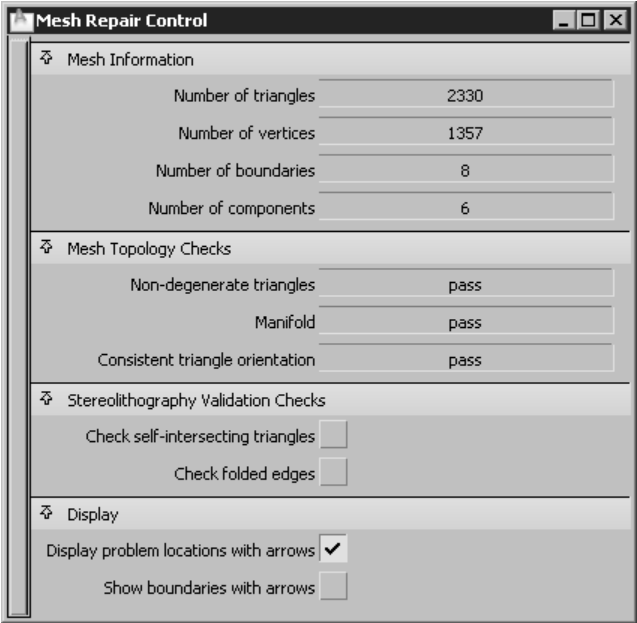 Mesh Repair Control
Mesh Information
Number of triangles 2330
Number of vertices 1357
Number of boundaries 8
Number of components 6
Mesh Topology Checks
Non-degenerate triangles pass
Manifold pass
Consistent triangle orientation pass
Stereolithography Validation Checks
Check self-intersecting triangles
Check folded edges
Display
Display problem locations with arrows
Show boundaries with arrows